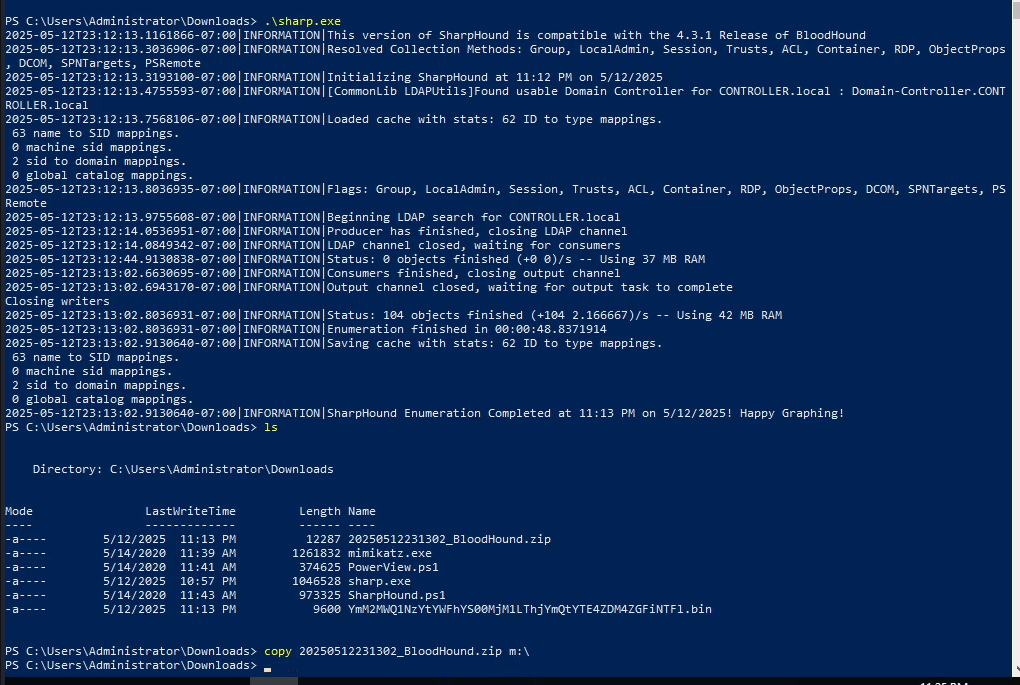 PS C:\Users\Administrator\Downloads> .\sharp.exe
2025-05-12T23:12:13.1161866-07:00|INFORMATION|This version of SharpHound is compatible with the 4.3.1 Release of BloodHound
2025-05-12T23:12:13.3036906-07:00|INFORMATION|Resolved Collection Methods: Group, LocalAdmin, Session, Trusts, ACL, Container, RDP, ObjectProps
, DCOM, SPNTargets, PSRemote
2025-05-12T23:12:13.3193100-07:00|INFORMATION|Initializing SharpHound at 11:12 PM on 5/12/2025
2025-05-12T23:12:13.4755593-07:00|INFORMATION|[CommonLib LDAPUtils]Found usable Domain Controller for CONTROLLER.local : Domain-Controller.CONT
ROLLER.local
2025-05-12T23:12:13.7568106-07:00|INFORMATION|Loaded cache with stats: 62 ID to type mappings.
 63 name to SID mappings.
 0 machine sid mappings.
 2 sid to domain mappings.
 0 global catalog mappings.
2025-05-12T23:12:13.8036935-07:00|INFORMATION|Flags: Group, LocalAdmin, Session, Trusts, ACL, Container, RDP, ObjectProps, DCOM, SPNTargets, PS
Remote
2025-05-12T23:12:13.9755608-07:00|INFORMATION|Beginning LDAP search for CONTROLLER.local
2025-05-12T23:12:14.0536951-07:00|INFORMATION|Producer has finished, closing LDAP channel
2025-05-12T23:12:14.0849342-07:00|INFORMATION|LDAP channel closed, waiting for consumers
2025-05-12T23:12:44.9130838-07:00|INFORMATION|Status: 0 objects finished (+0 0)/s -- Using 37 MB RAM
2025-05-12T23:13:02.6630695-07:00|INFORMATION|Consumers finished, closing output channel
2025-05-12T23:13:02.6943170-07:00|INFORMATION|Output channel closed, waiting for output task to complete
Closing writers
2025-05-12T23:13:02.8036931-07:00|INFORMATION|Status: 104 objects finished (+104 2.166667)/s -- Using 42 MB RAM
2025-05-12T23:13:02.8036931-07:00|INFORMATION|Enumeration finished in 00:00:48.8371914
2025-05-12T23:13:02.9130640-07:00|INFORMATION|Saving cache with stats: 62 ID to type mappings.
 63 name to SID mappings.
 0 machine sid mappings.
 2 sid to domain mappings.
 0 global catalog mappings.
2025-05-12T23:13:02.9130640-07:00|INFORMATION|SharpHound Enumeration Completed at 11:13 PM on 5/12/2025! Happy Graphing!
PS C:\Users\Administrator\Downloads> ls
Directory: C:\Users\Administrator\Downloads
Mode LastWriteTime Length Name
---- ------------- ------ ----
-a---- 5/12/2025 11:13 PM 12287 20250512231302_BloodHound.zip
-a---- 5/14/2020 11:39 AM 1261832 mimikatz.exe
-a---- 5/14/2020 11:41 AM 374625 PowerView.ps1
-a---- 5/12/2025 10:57 PM 1046528 sharp.exe
-a---- 5/14/2020 11:43 AM 973325 SharpHound.ps1
-a---- 5/12/2025 11:13 PM 9600 YmM2MWQ1NzYtYWFhYS00MjM1LThjYmQtYTE4ZDM4ZGFiNTFl.bin
PS C:\Users\Administrator\Downloads> copy 20250512231302_BloodHound.zip m:\
PS C:\Users\Administrator\Downloads>